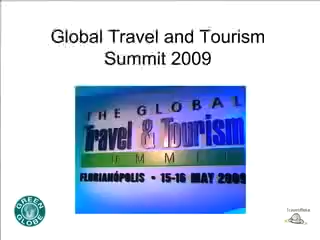 Global Travel and Tourism
Summit 2009
THE GLOBAL
Travel & Tourism
SUMMIT
FLORIANÓPOLIS • 15-16 MAY 2009
GREEN
GLOBE